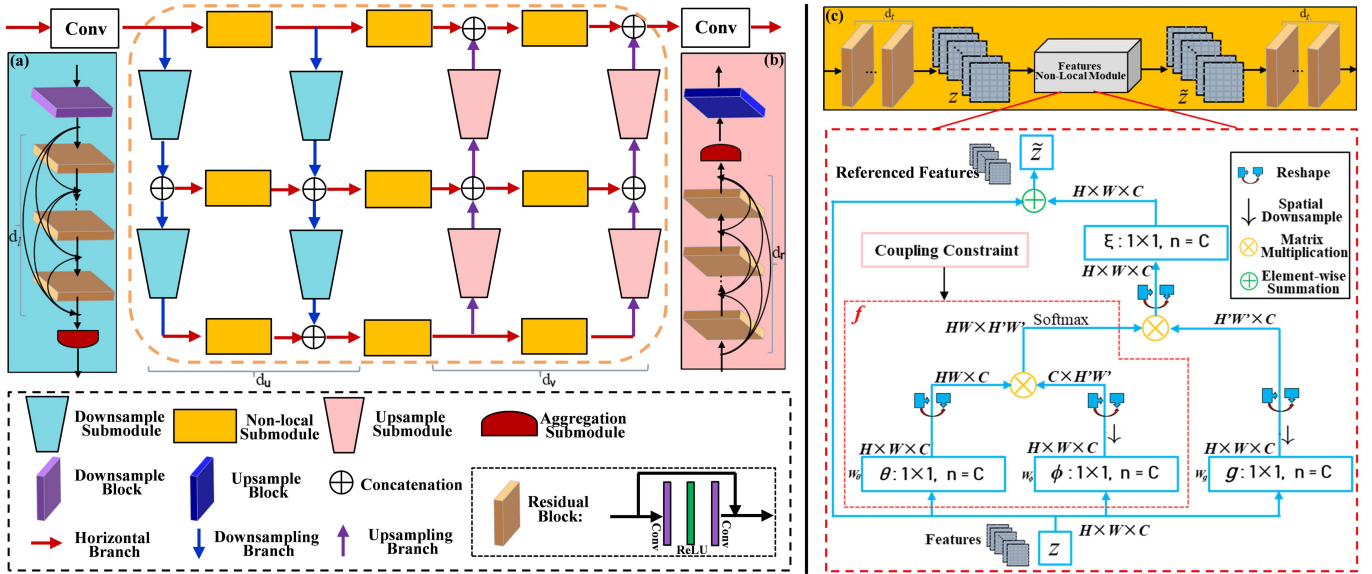 Conv
Conv
(a)
(b)
d_l
d_r
d_u
d_v
Downsample
Submodule
Non-local
Submodule
Upsample
Submodule
Aggregation
Submodule
Downsample
Block
Upsample
Block
Concatenation
Residual
Block:
Conv
ReLU
Conv
Horizontal
Branch
Downsampling
Branch
Upsampling
Branch
(c)
d_t
...
z
Features
Non-Local Module
z̃
d_t
...
Referenced Features
z̃
H×W×C
ξ : 1×1, n = C
H×W×C
Reshape
Spatial
Downsample
Matrix
Multiplication
Element-wise
Summation
Coupling Constraint
f
HW×H'W'
Softmax
H'W'×C
HW×C
C×H'W'
H×W×C
H×W×C
H×W×C
W_θ
θ : 1×1, n = C
W_ϕ
ϕ : 1×1, n = C
W_g
g : 1×1, n = C
Features
z
H×W×C